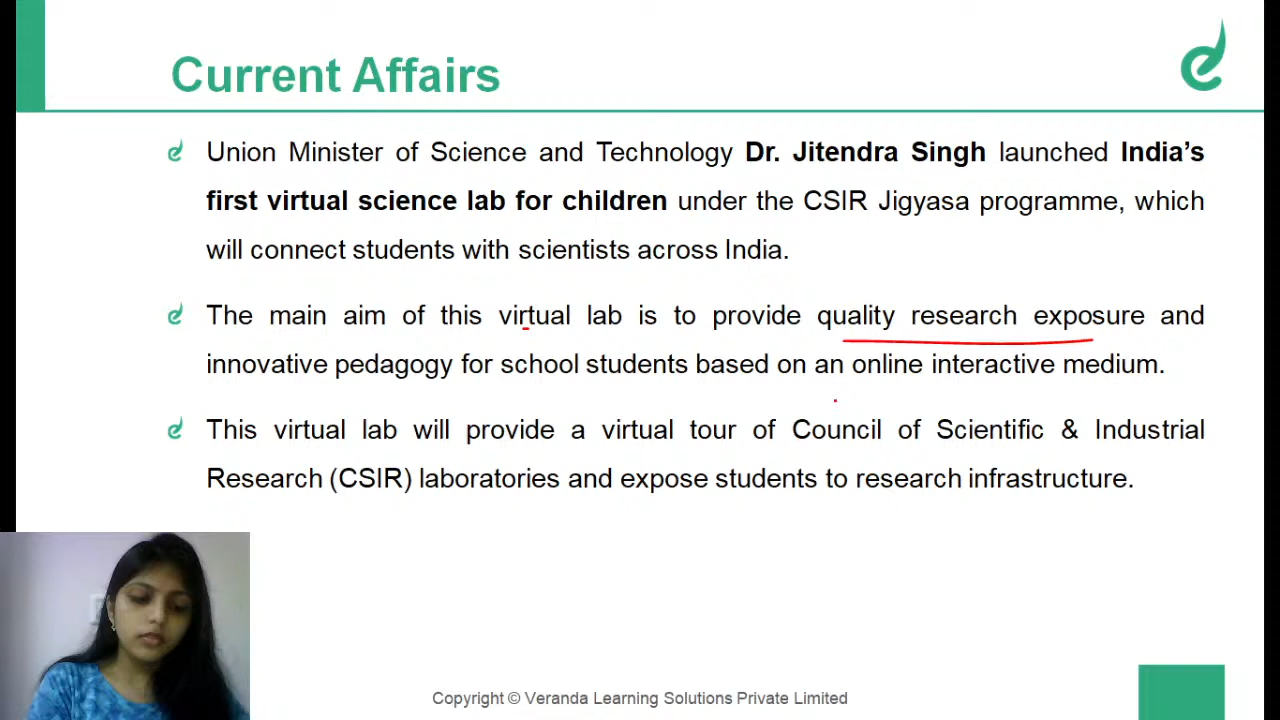 Current Affairs
Union Minister of Science and Technology Dr. Jitendra Singh launched India’s
first virtual science lab for children under the CSIR Jigyasa programme, which
will connect students with scientists across India.
The main aim of this virtual lab is to provide quality research exposure and
innovative pedagogy for school students based on an online interactive medium.
This virtual lab will provide a virtual tour of Council of Scientific & Industrial
Research (CSIR) laboratories and expose students to research infrastructure.
Copyright © Veranda Learning Solutions Private Limited